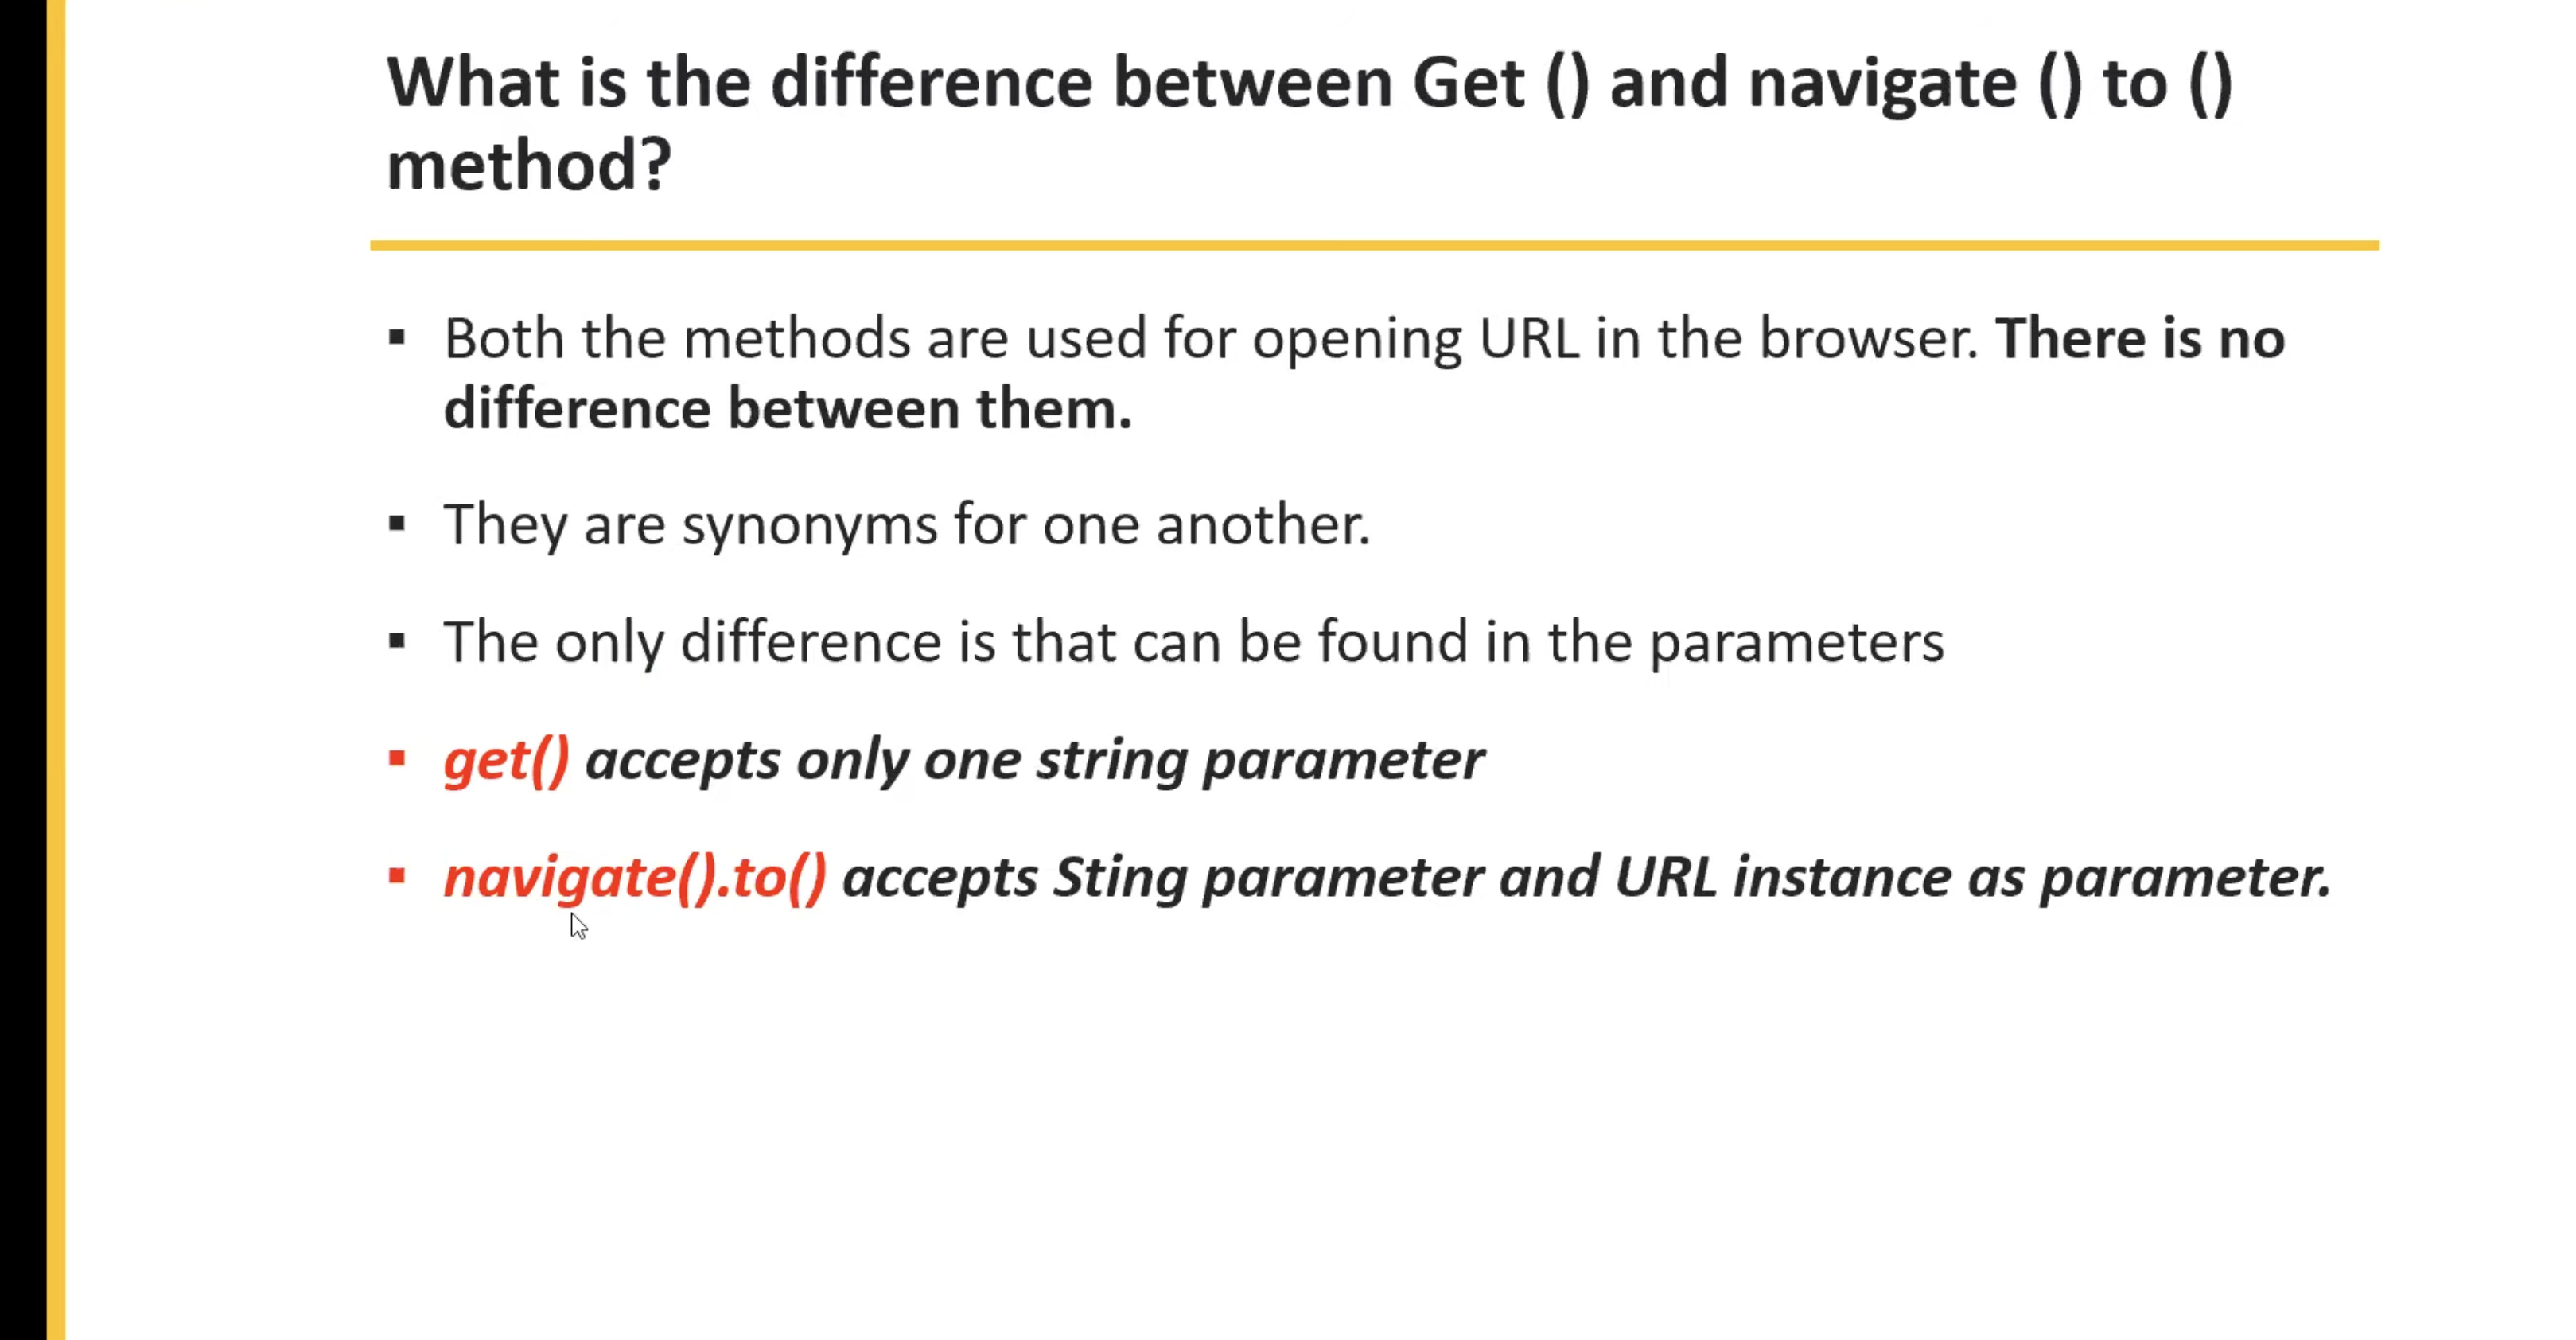 What is the difference between Get () and navigate () to ()
method?
▪ Both the methods are used for opening URL in the browser. There is no
difference between them.
▪ They are synonyms for one another.
▪ The only difference is that can be found in the parameters
▪ get() accepts only one string parameter
▪ navigate().to() accepts Sting parameter and URL instance as parameter.